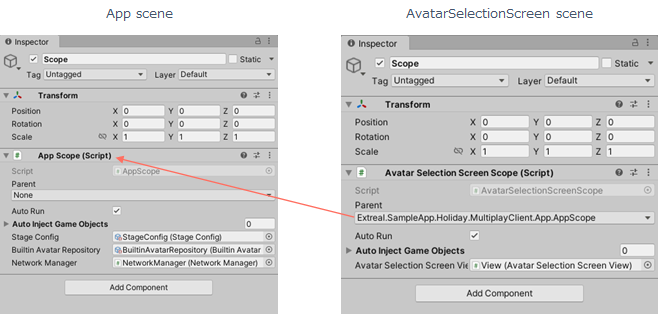 App scene
AvatarSelectionScreen scene
Inspector
Scope
Static
Tag Untagged Layer Default
Transform
Position X 0 Y 0 Z 0
Rotation X 0 Y 0 Z 0
Scale X 1 Y 1 Z 1
App Scope (Script)
Script # AppScope
Parent
None
Auto Run
Auto Inject Game Objects 0
Stage Config StageConfig (Stage Config)
Builtin Avatar Repository BuiltinAvatarRepository (Builtin Avatar
Network Manager # NetworkManager (Network Manager)
Add Component
Inspector
Scope
Static
Tag Untagged Layer Default
Transform
Position X 0 Y 0 Z 0
Rotation X 0 Y 0 Z 0
Scale X 1 Y 1 Z 1
# Avatar Selection Screen Scope (Script)
Script # AvatarSelectionScreenScope
Parent
Extreal.SampleApp.Holiday.MultiplayClient.App.AppScope
Auto Run
Auto Inject Game Objects 0
Avatar Selection Screen Vie # View (Avatar Selection Screen View)
Add Component